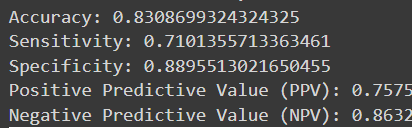 Accuracy: 0.8308699324324325
Sensitivity: 0.7101355713363461
Specificity: 0.8895513021650455
Positive Predictive Value (PPV): 0.7575
Negative Predictive Value (NPV): 0.8632